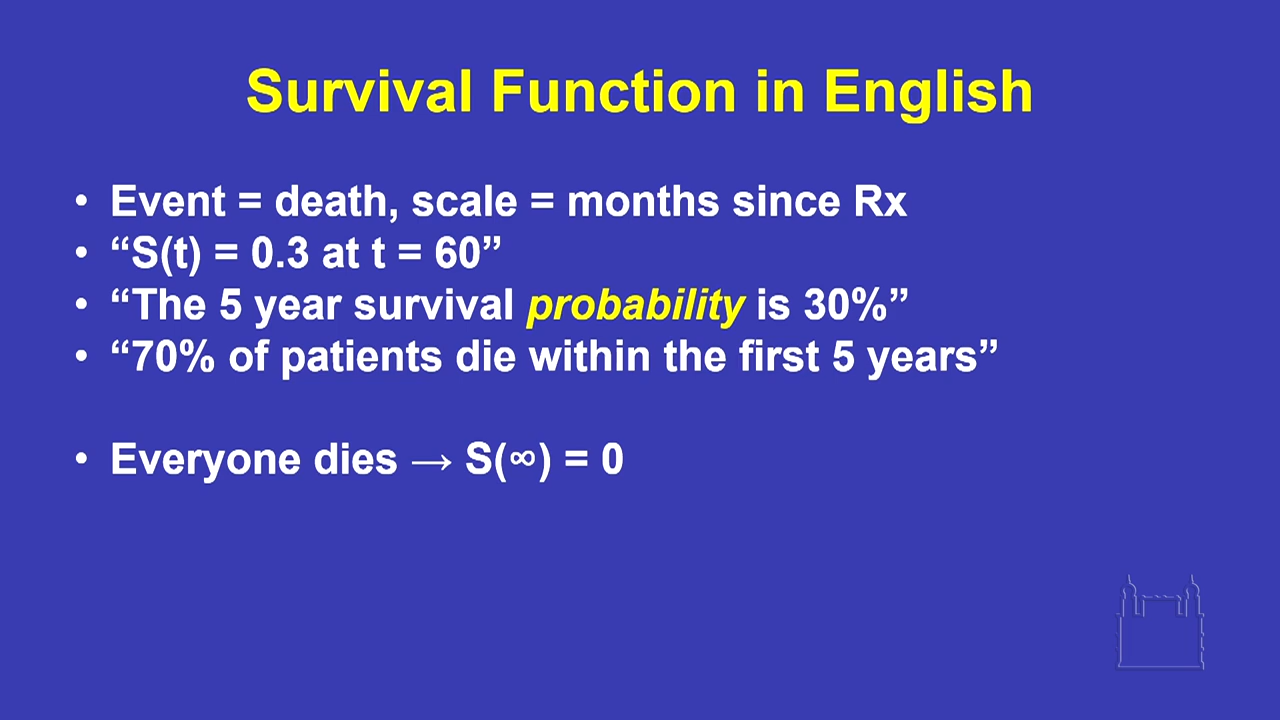 Survival Function in English
• Event = death, scale = months since Rx
• “S(t) = 0.3 at t = 60”
• “The 5 year survival probability is 30%”
• “70% of patients die within the first 5 years”
• Everyone dies → S(∞) = 0